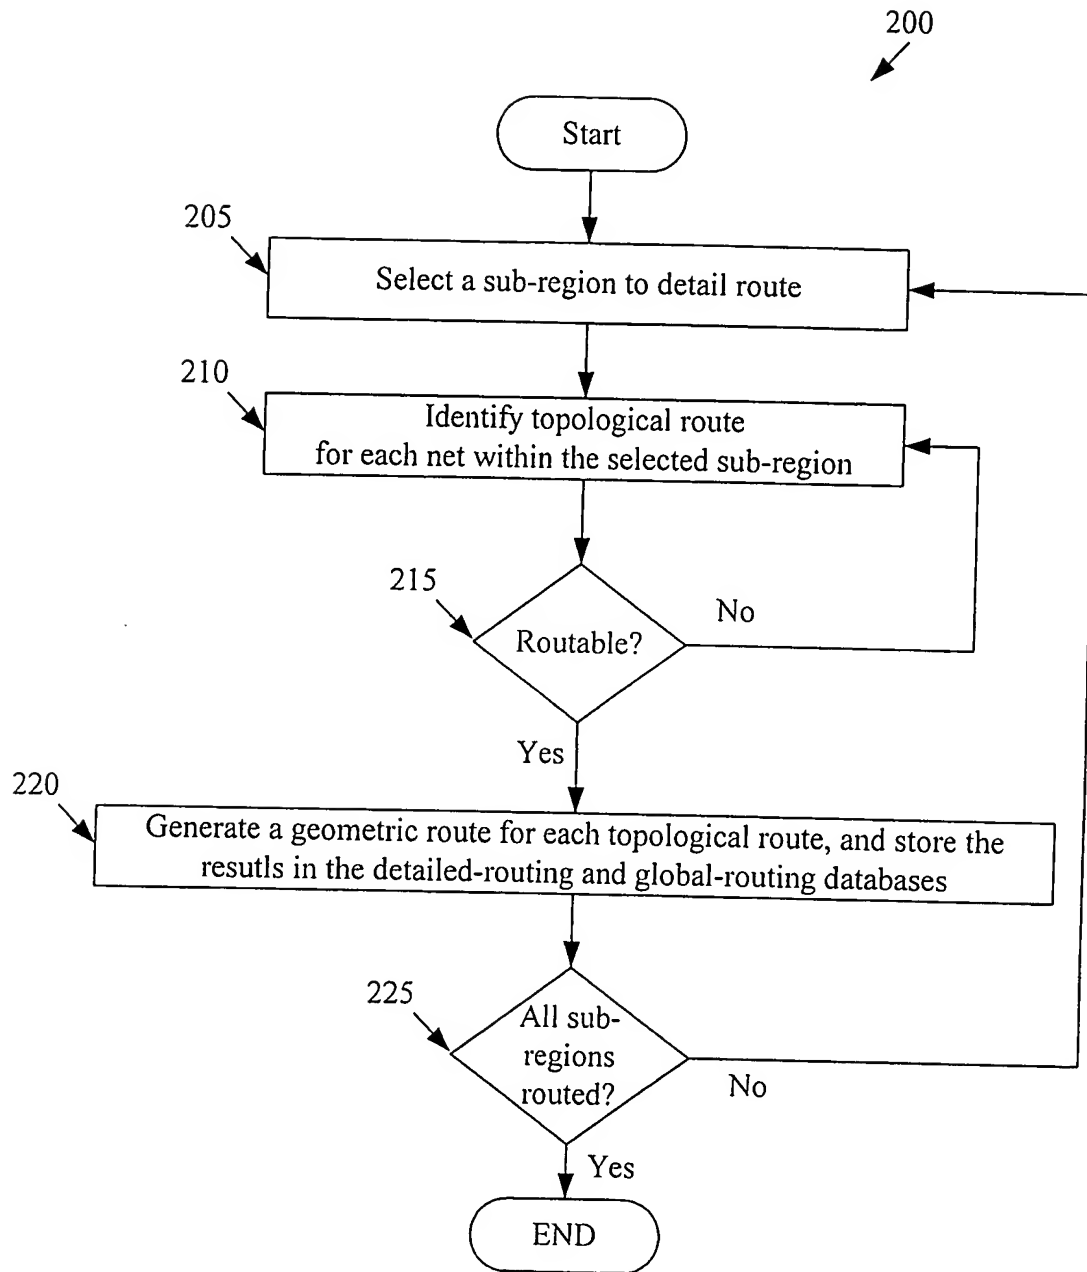 200
Start
205
Select a sub-region to detail route
210
Identify topological route
for each net within the selected sub-region
215
Routable?
No
Yes
220
Generate a geometric route for each topological route, and store the
resutls in the detailed-routing and global-routing databases
225
All sub-
regions
routed?
No
Yes
END